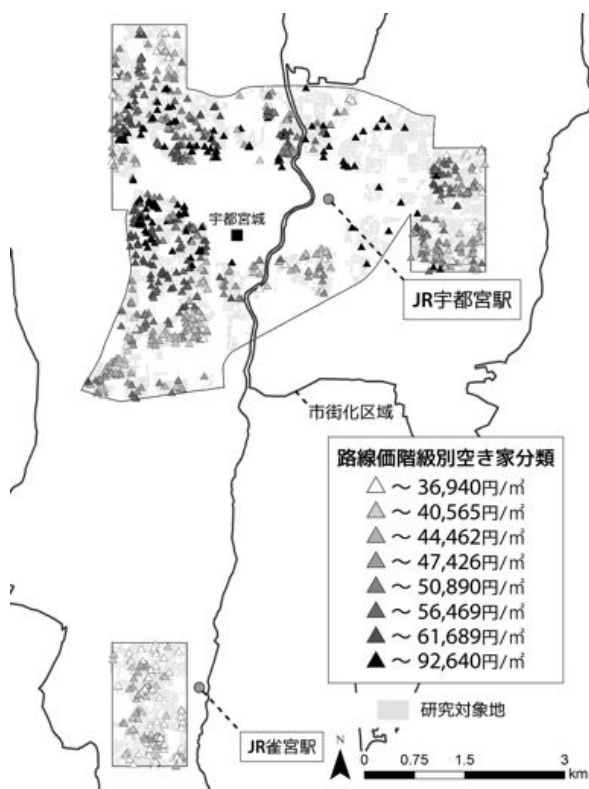 宇都宮城
JR宇都宮駅
市街化区域
路線価階級別空き家分類
～ 36,940円/㎡
～ 40,565円/㎡
～ 44,462円/㎡
～ 47,426円/㎡
～ 50,890円/㎡
～ 56,469円/㎡
～ 61,689円/㎡
～ 92,640円/㎡
研究対象地
JR雀宮駅
N
0 0.75 1.5 3
km